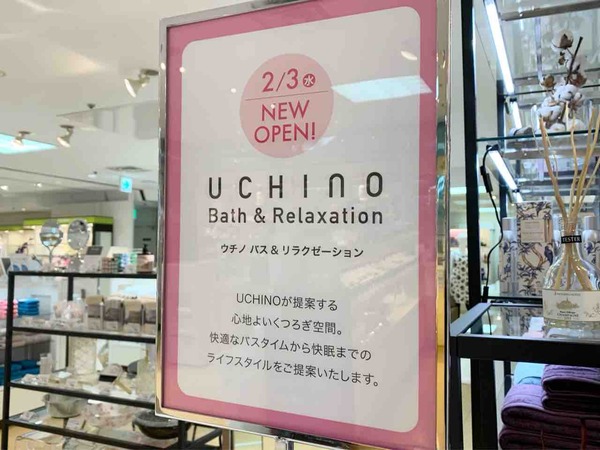 2/3水
NEW
OPEN!
UCHINO
Bath & Relaxation
ウチノ バス&リラクゼーション
UCHINOが提案する
心地よいくつろぎ空間。
快適なバスタイムから快眠までの
ライフスタイルをご提案いたします。
TESTER